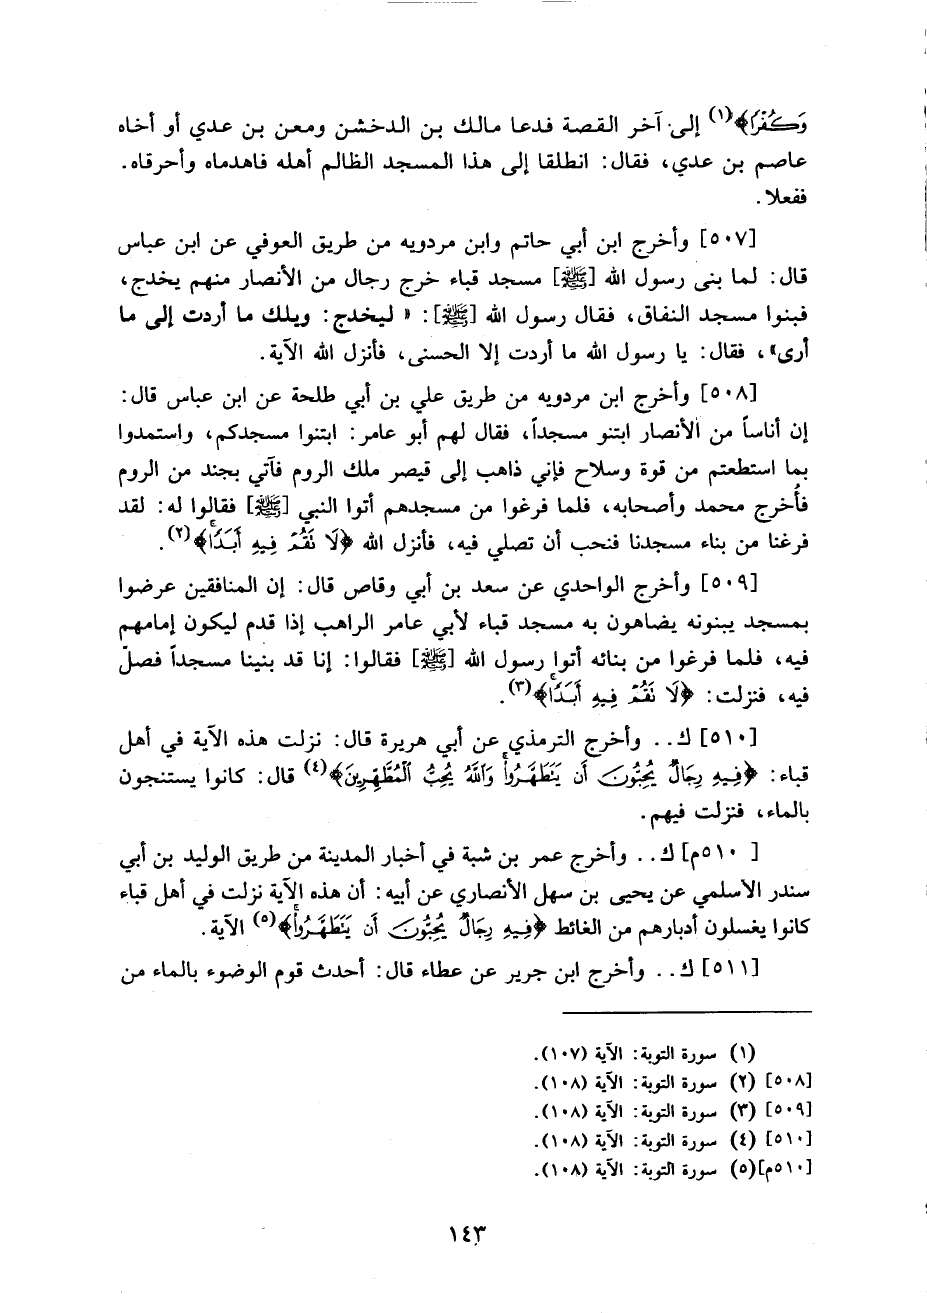 وَكُفْرًا﴾(١) إلى آخر القصة فدعا مالك بن الدخشن ومعن بن عدي أو أخاه
عاصم بن عدي، فقال: انطلقا إلى هذا المسجد الظالم أهله فاهدماه وأحرقاه.
ففعلا.
[٥٠٧] وأخرج ابن أبي حاتم وابن مردويه من طريق العوفي عن ابن عباس
قال: لما بنى رسول الله [ﷺ] مسجد قباء خرج رجال من الأنصار منهم يخدج،
فبنوا مسجد النفاق، فقال رسول الله [ﷺ]: « ليخدج: ويلك ما أردت إلى ما
أرى»، فقال: يا رسول الله ما أردت إلا الحسنى، فأنزل الله الآية.
[٥٠٨] وأخرج ابن مردويه من طريق علي بن أبي طلحة عن ابن عباس قال:
إن أناساً من الأنصار ابتنو مسجداً، فقال لهم أبو عامر: ابتنوا مسجدكم، واستمدوا
بما استطعتم من قوة وسلاح فإني ذاهب إلى قيصر ملك الروم فآتي بجند من الروم
فأُخرج محمد وأصحابه، فلما فرغوا من مسجدهم أتوا النبي [ﷺ] فقالوا له: لقد
فرغنا من بناء مسجدنا فنحب أن تصلي فيه، فأنزل الله ﴿لَا نَقُمْ فِيهِ أَبَدًاۚ﴾(٢).
[٥٠٩] وأخرج الواحدي عن سعد بن أبي وقاص قال: إن المنافقين عرضوا
بمسجد يبنونه يضاهون به مسجد قباء لأبي عامر الراهب إذا قدم ليكون إمامهم
فيه، فلما فرغوا من بنائه أتوا رسول الله [ﷺ] فقالوا: إنا قد بنينا مسجداً فصلّ
فيه، فنزلت: ﴿لَا نَقُمْ فِيهِ أَبَدًاۚ﴾(٣).
[٥١٠] ك.. وأخرج الترمذي عن أبي هريرة قال: نزلت هذه الآية في أهل
قباء: ﴿فِيهِ رِجَالٌ يُحِبُّونَ أَن يَتَطَهَّرُواْۚ وَاللَّهُ يُحِبُّ الْمُطَّهِّرِينَ﴾(٤) قال: كانوا يستنجون
بالماء، فنزلت فيهم.
[ ٥١٠م] ك.. وأخرج عمر بن شبة في أخبار المدينة من طريق الوليد بن أبي
سندر الأسلمي عن يحيى بن سهل الأنصاري عن أبيه: أن هذه الآية نزلت في أهل قباء
كانوا يغسلون أدبارهم من الغائط ﴿فِيهِ رِجَالٌ يُحِبُّونَ أَن يَتَطَهَّرُواْۚ﴾(٥) الآية.
[٥١١] ك.. وأخرج ابن جرير عن عطاء قال: أحدث قوم الوضوء بالماء من
(١) سورة التوبة: الآية (١٠٧).
[٥٠٨] (٢) سورة التوبة: الآية (١٠٨).
[٥٠٩] (٣) سورة التوبة: الآية (١٠٨).
[٥١٠] (٤) سورة التوبة: الآية (١٠٨).
[٥١٠م](٥) سورة التوبة: الآية (١٠٨).
١٤٣